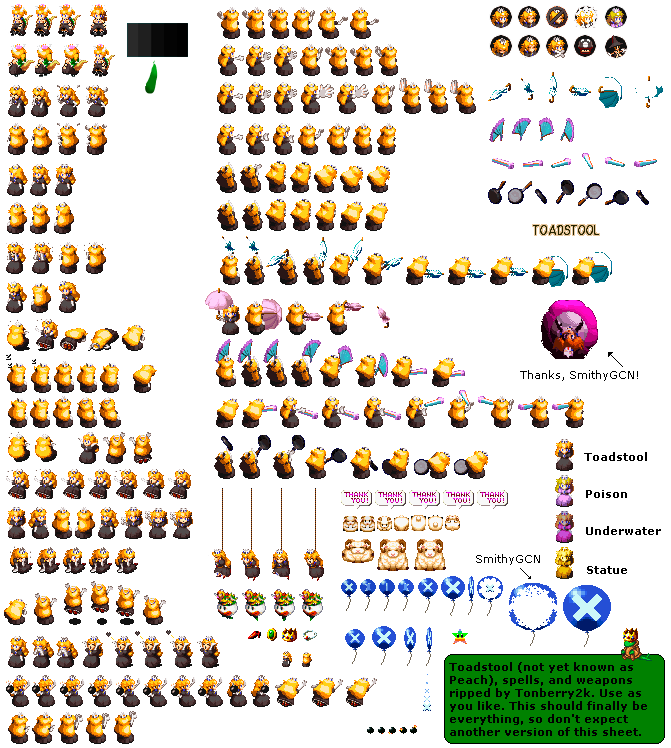 TOADSTOOL
Thanks, SmithyGCN!
Toadstool
Poison
Underwater
Statue
THANK YOU!
THANK YOU!
THANK YOU!
THANK YOU!
THANK YOU!
SmithyGCN
Toadstool (not yet known as
Peach), spells, and weapons
ripped by Tonberry2k. Use as
you like. This should finally be
everything, so don't expect
another version of this sheet.